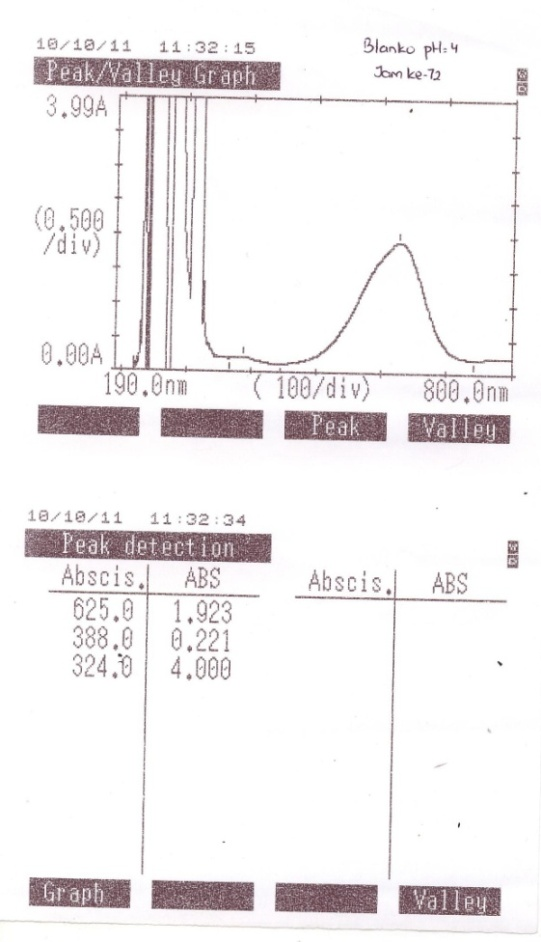 10/10/11 11:32:15
Blanko pH=4
Jam ke-72
Peak/Valley Graph
3.99A
(0.500
/div)
0.00A
190.0nm ( 100/div) 800.0nm
Peak Valley
10/10/11 11:32:34
Peak detection
Abscis. ABS Abscis. ABS
625.0 1.923
388.0 0.221
324.0 4.000
Graph Valley